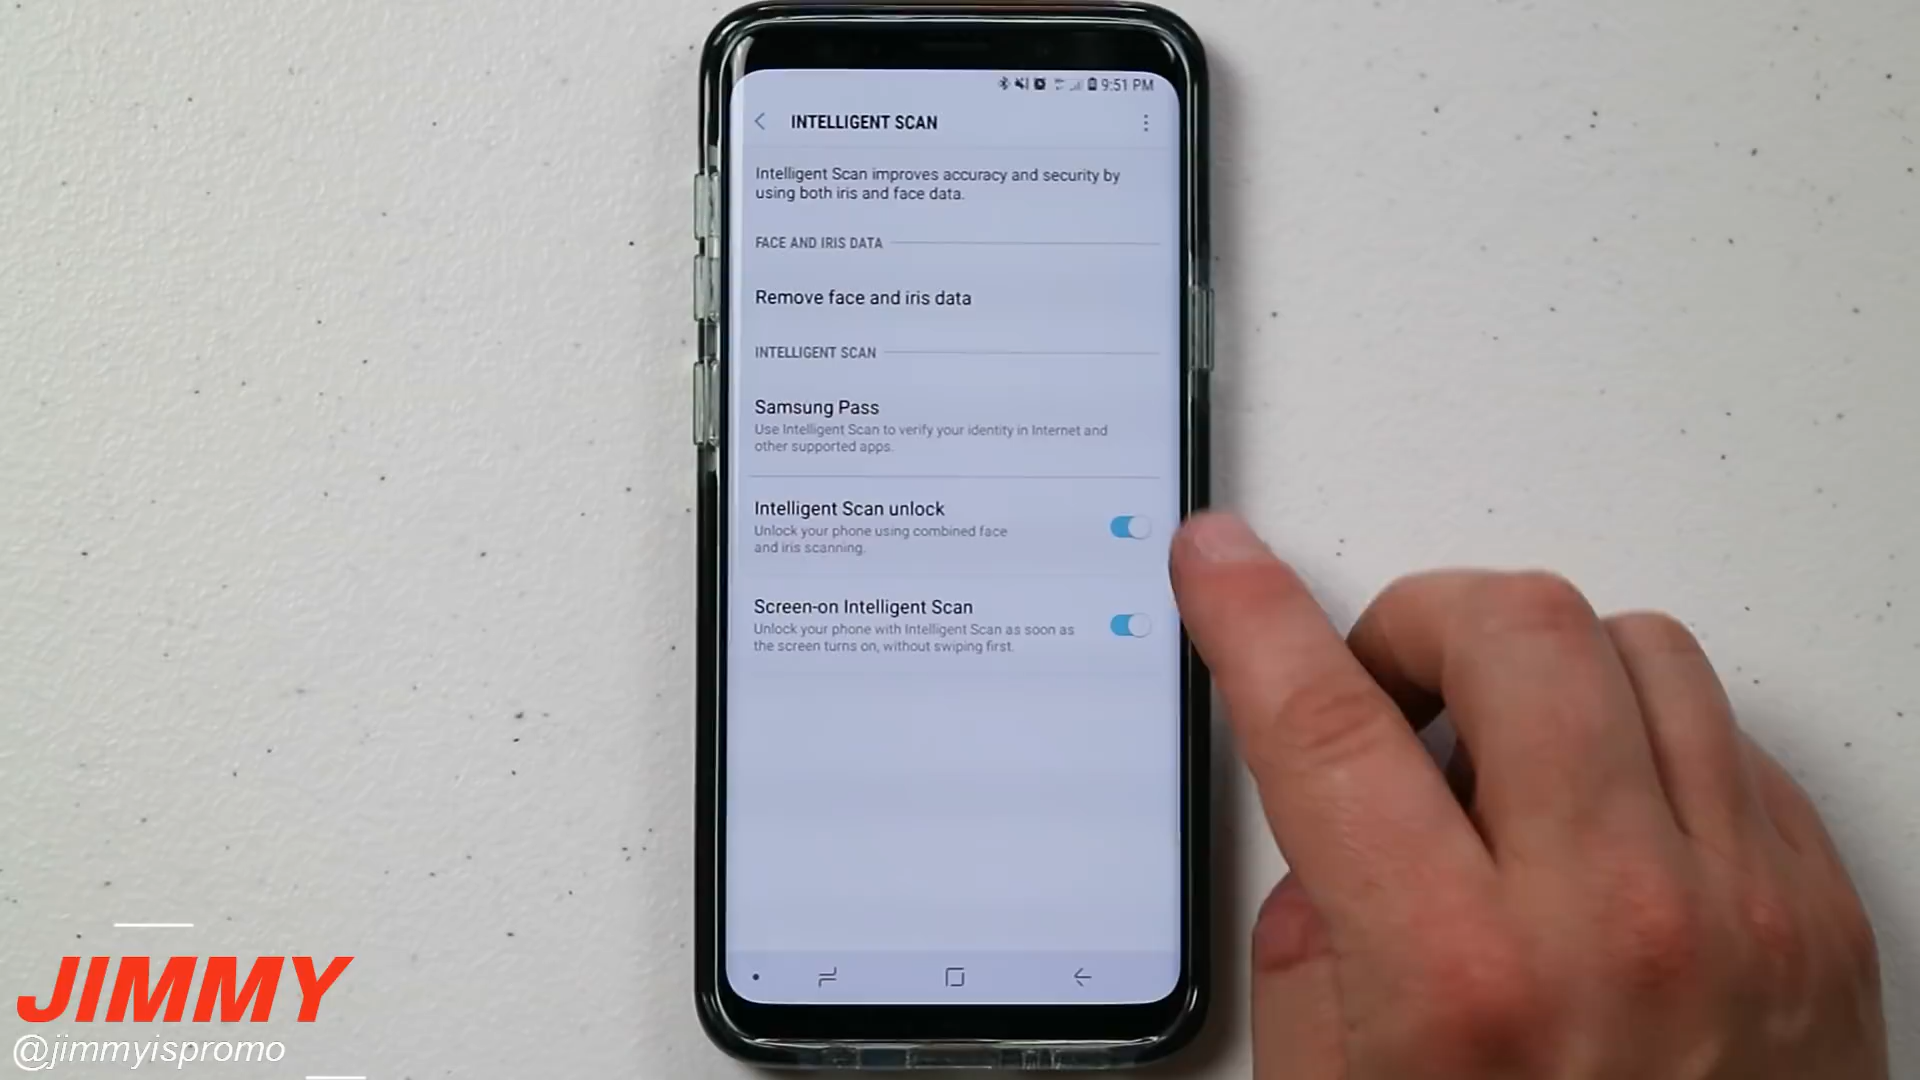 9:51 PM
INTELLIGENT SCAN
Intelligent Scan improves accuracy and security by
using both iris and face data.
FACE AND IRIS DATA
Remove face and iris data
INTELLIGENT SCAN
Samsung Pass
Use Intelligent Scan to verify your identity in Internet and
other supported apps.
Intelligent Scan unlock
Unlock your phone using combined face
and iris scanning.
Screen-on Intelligent Scan
Unlock your phone with Intelligent Scan as soon as
the screen turns on, without swiping first.
JIMMY
@jimmyispromo